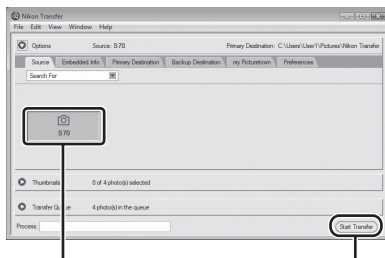 Nikon Transfer
File Edit View Window Help
Options Source: S70 Primary Destination: C:\Users\User1\Pictures\Nikon Transfer
Source Embedded Info Primary Destination Backup Destination my Picturetown Preferences
Search For
S70
Thumbnails 0 of 4 photo(s) selected
Transfer Queue 4 photo(s) in the queue
Process: Start Transfer